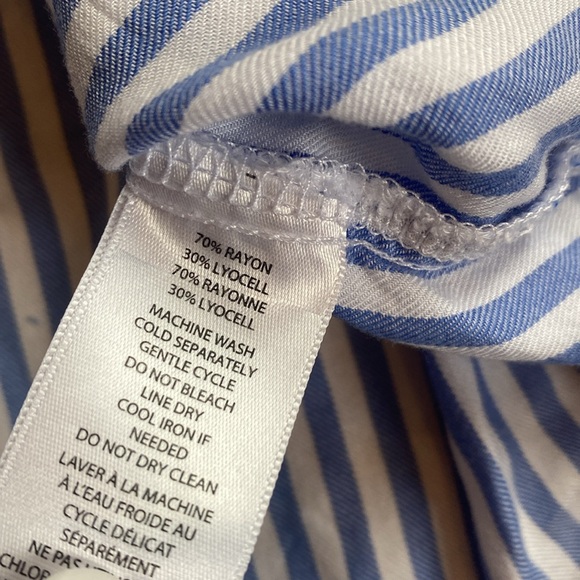 70% RAYON
30% LYOCELL
70% RAYONNE
30% LYOCELL
MACHINE WASH
COLD SEPARATELY
GENTLE CYCLE
DO NOT BLEACH
LINE DRY
COOL IRON IF
NEEDED
DO NOT DRY CLEAN
LAVER À LA MACHINE
À L'EAU FROIDE AU
CYCLE DÉLICAT
SÉPARÉMENT
NE PAS
CHLOR